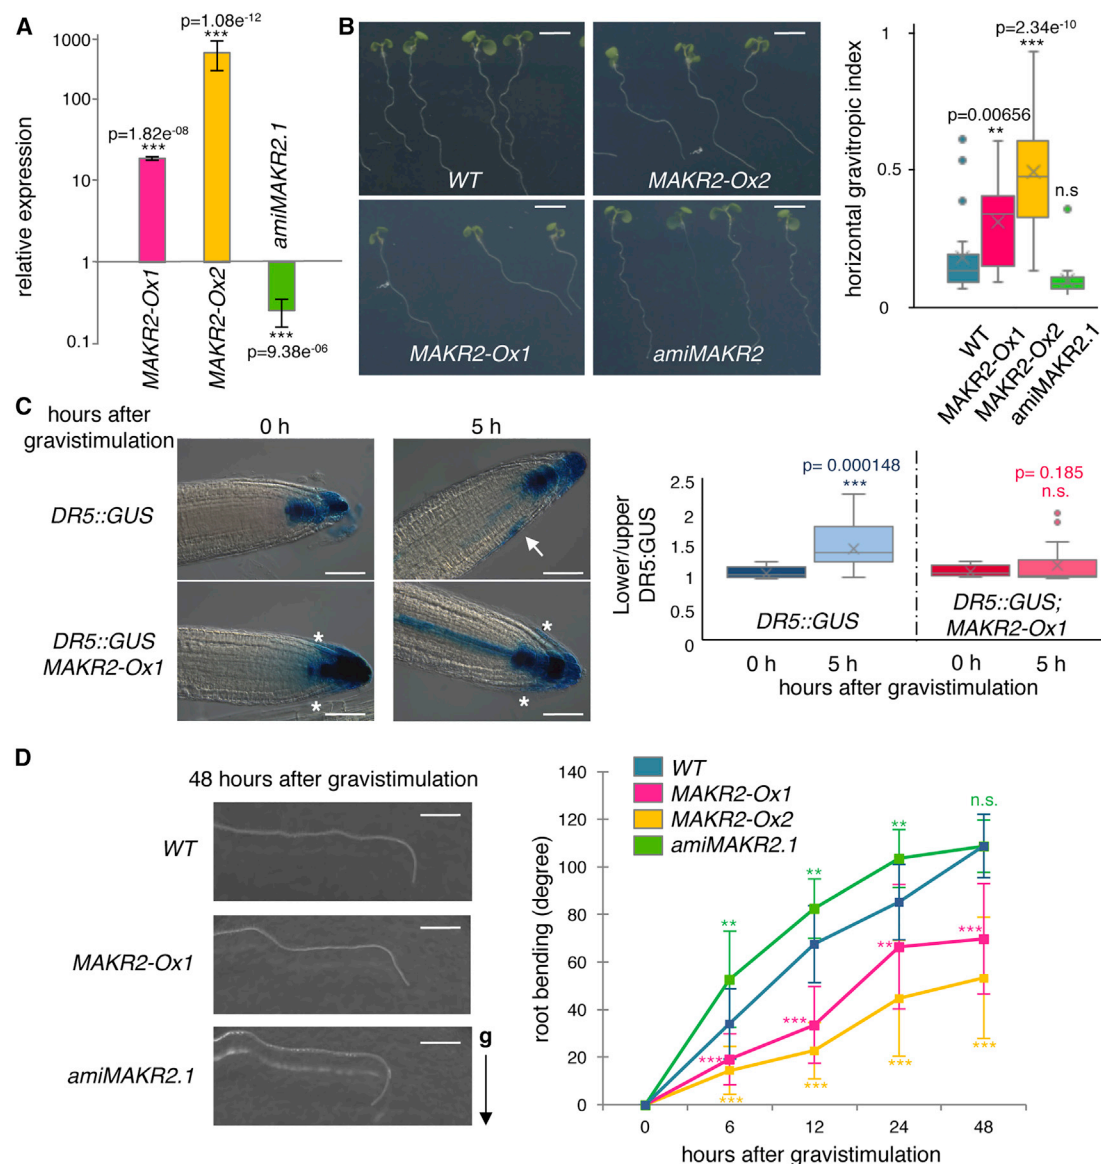 A
relative expression
1000
100
10
1
0.1
p=1.82e-08
***
p=1.08e-12
***
amiMAKR2.1
MAKR2-Ox1
MAKR2-Ox2
***
p=9.38e-06
B
WT
MAKR2-Ox2
MAKR2-Ox1
amiMAKR2
horizontal gravitropic index
1
0.5
0
p=2.34e-10
***
p=0.00656
**
n.s
WT
MAKR2-Ox1
MAKR2-Ox2
amiMAKR2.1
C
hours after
gravistimulation
0 h
5 h
DR5::GUS
DR5::GUS
MAKR2-Ox1
*
*
*
*
Lower/upper
DR5:GUS
2.5
2
1.5
1
0.5
0
p= 0.000148
***
p= 0.185
n.s.
DR5::GUS
DR5::GUS;
MAKR2-Ox1
0 h
5 h
0 h
5 h
hours after gravistimulation
D
48 hours after gravistimulation
WT
MAKR2-Ox1
amiMAKR2.1
g
root bending (degree)
140
120
100
80
60
40
20
0
WT
MAKR2-Ox1
MAKR2-Ox2
amiMAKR2.1
**
**
**
n.s.
***
***
**
***
***
***
***
***
0
6
12
24
48
hours after gravistimulation